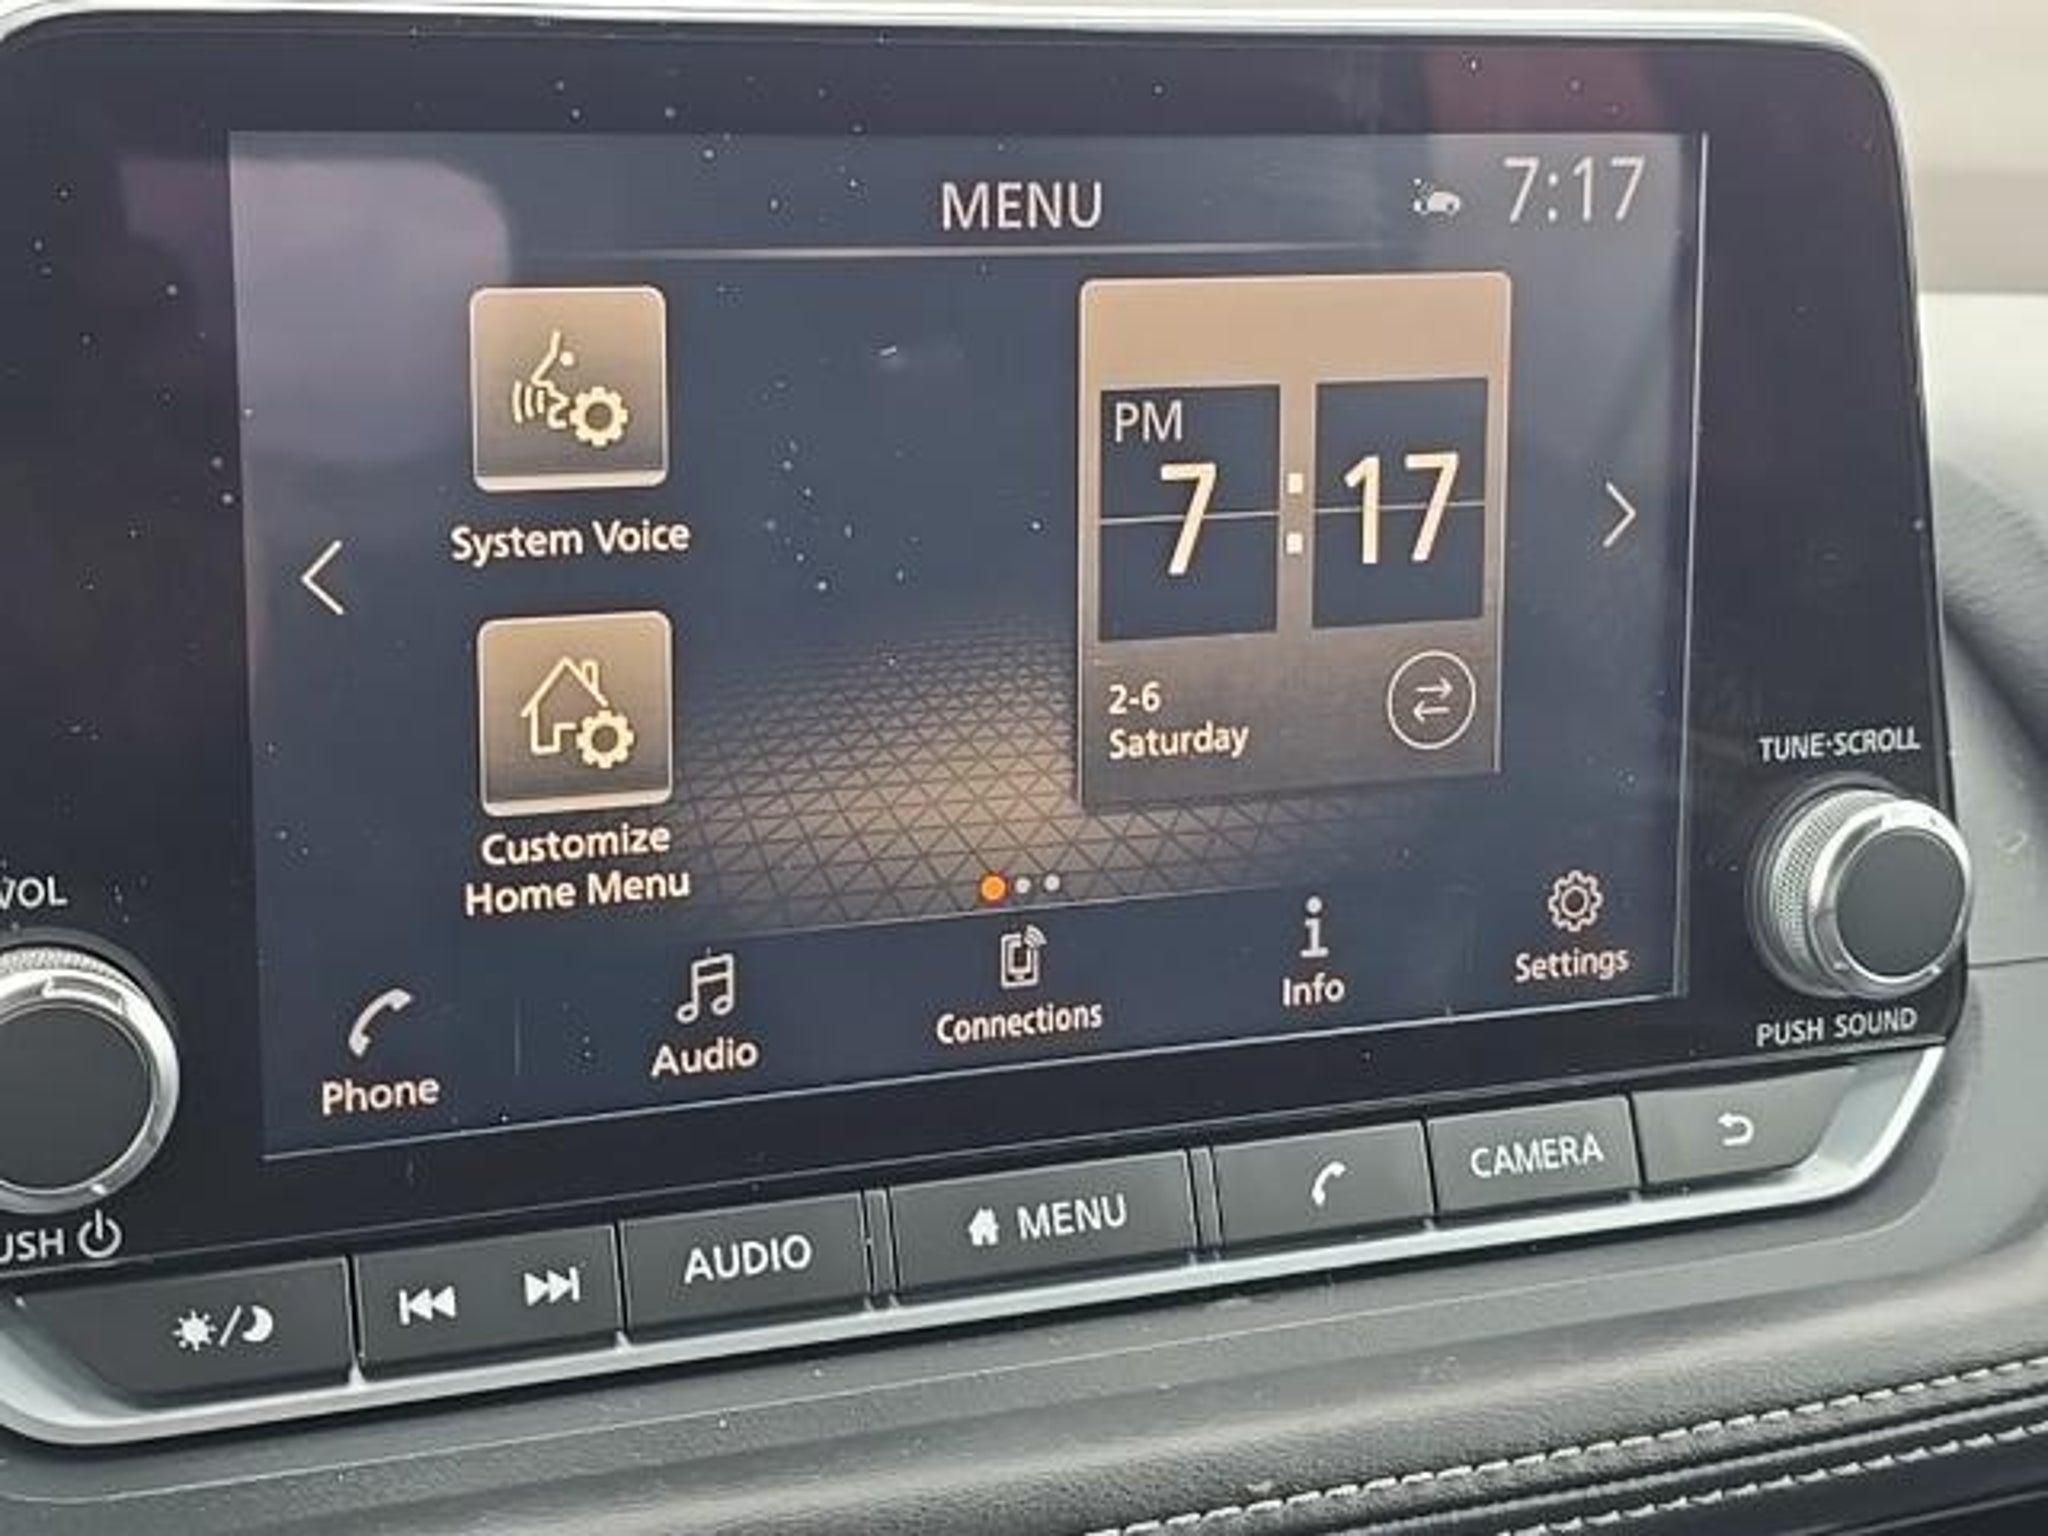 MENU
7:17
PM
7:17
System Voice
2-6
Saturday
Customize
Home Menu
Phone
Audio
Connections
Info
Settings
VOL
TUNE·SCROLL
PUSH SOUND
USH
AUDIO
MENU
CAMERA